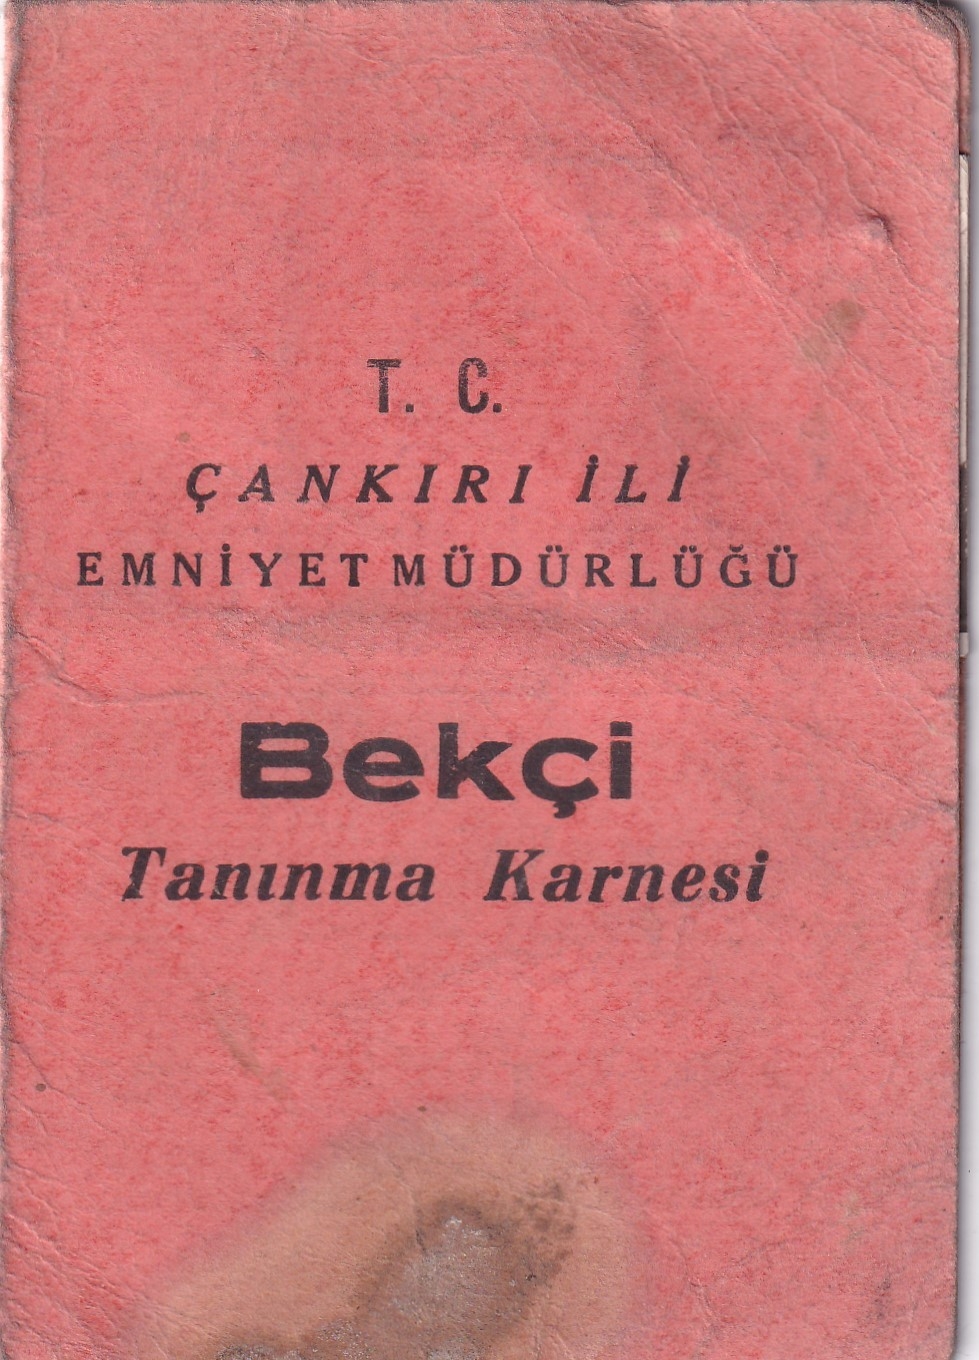 T. C.
ÇANKIRI İLİ
EMNİYET MÜDÜRLÜĞÜ
Bekçi
Tanınma Karnesi